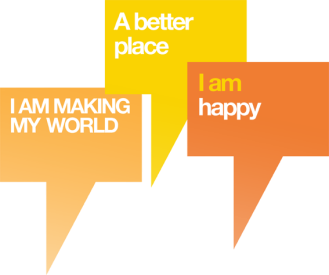 A better
place
I am
happy
I AM MAKING
MY WORLD